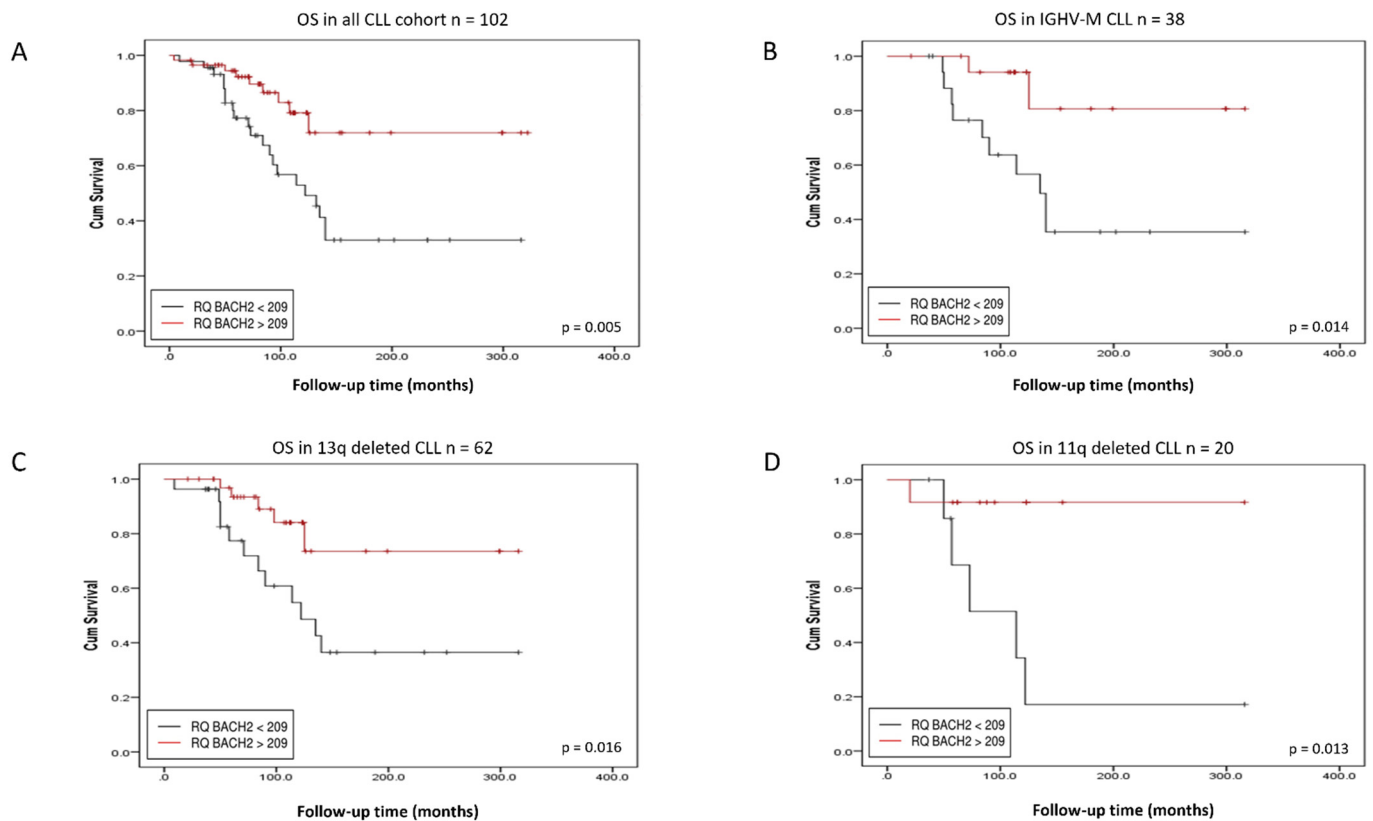 A
OS in all CLL cohort n = 102
Cum Survival
1.0
0.8
0.6
0.4
0.2
0.0
RQ BACH2 < 209
RQ BACH2 > 209
p = 0.005
.0 100.0 200.0 300.0 400.0
Follow-up time (months)
B
OS in IGHV-M CLL n = 38
Cum Survival
1.0
0.8
0.6
0.4
0.2
0.0
RQ BACH2 < 209
RQ BACH2 > 209
p = 0.014
.0 100.0 200.0 300.0 400.0
Follow-up time (months)
C
OS in 13q deleted CLL n = 62
Cum Survival
1.0
0.8
0.6
0.4
0.2
0.0
RQ BACH2 < 209
RQ BACH2 > 209
p = 0.016
.0 100.0 200.0 300.0 400.0
Follow-up time (months)
D
OS in 11q deleted CLL n = 20
Cum Survival
1.0
0.8
0.6
0.4
0.2
0.0
RQ BACH2 < 209
RQ BACH2 > 209
p = 0.013
.0 100.0 200.0 300.0 400.0
Follow-up time (months)